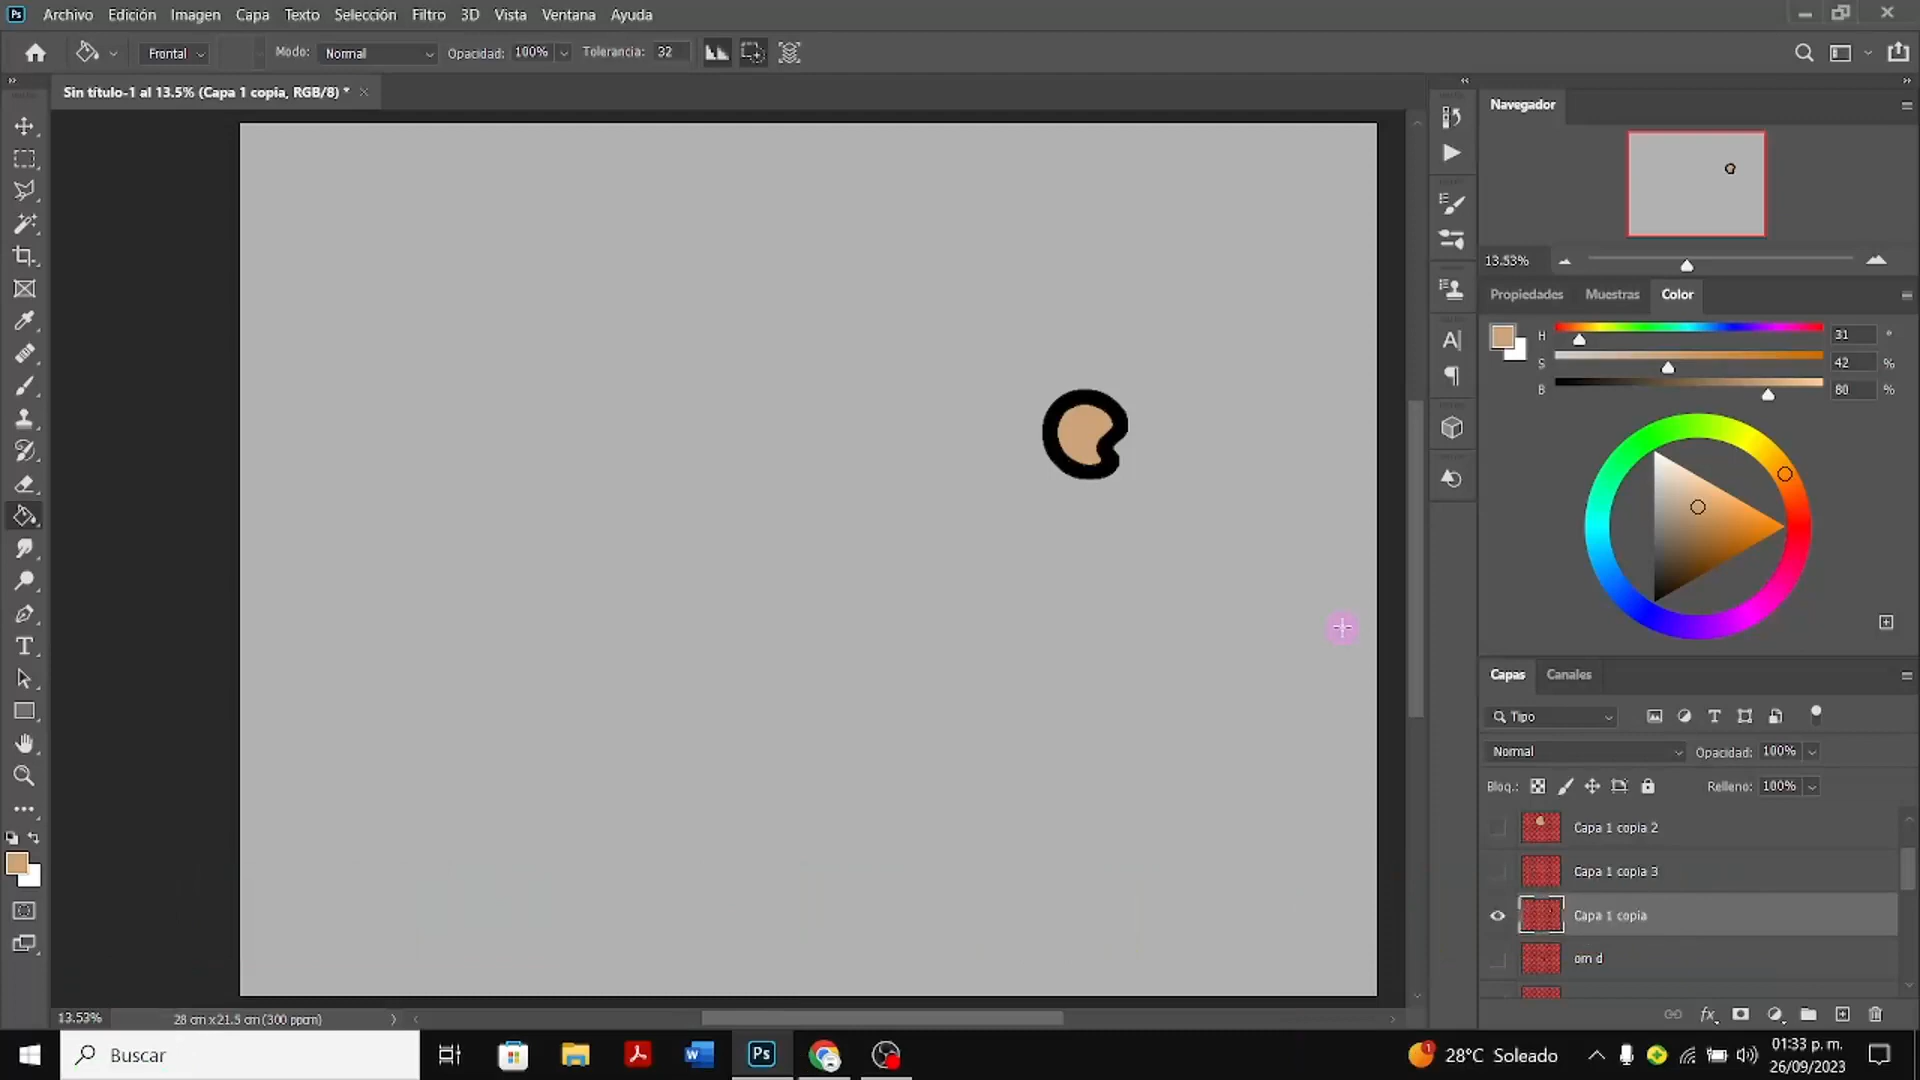 Ps Archivo Edición Imagen Capa Texto Selección Filtro 3D Vista Ventana Ayuda
Frontal Modo: Normal Opacidad: 100% Tolerancia: 32
Sin título-1 al 13.5% (Capa 1 copia, RGB/8) *
Navegador
13.53%
Propiedades Muestras Color
H 31 °
S 42 %
B 80 %
Capas Canales
Tipo
Normal Opacidad: 100%
Bloq.: Relleno: 100%
Capa 1 copia 2
Capa 1 copia 3
Capa 1 copia
om d
fx
13.53% 28 cm x 21.5 cm (300 ppcm)
Buscar
Ps
28°C Soleado
01:33 p. m.
26/09/2023